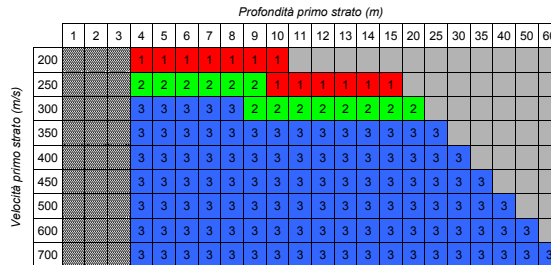 Profondità primo strato (m)
1 2 3 4 5 6 7 8 9 10 11 12 13 14 15 20 25 30 35 40 50 60
Velocità primo strato (m/s)
200 1 1 1 1 1 1 1
250 2 2 2 2 2 2 1 1 1 1 1 1
300 3 3 3 3 3 2 2 2 2 2 2 2 2
350 3 3 3 3 3 3 3 3 3 3 3 3 3 3
400 3 3 3 3 3 3 3 3 3 3 3 3 3 3 3
450 3 3 3 3 3 3 3 3 3 3 3 3 3 3 3 3
500 3 3 3 3 3 3 3 3 3 3 3 3 3 3 3 3 3
600 3 3 3 3 3 3 3 3 3 3 3 3 3 3 3 3 3 3
700 3 3 3 3 3 3 3 3 3 3 3 3 3 3 3 3 3 3 3